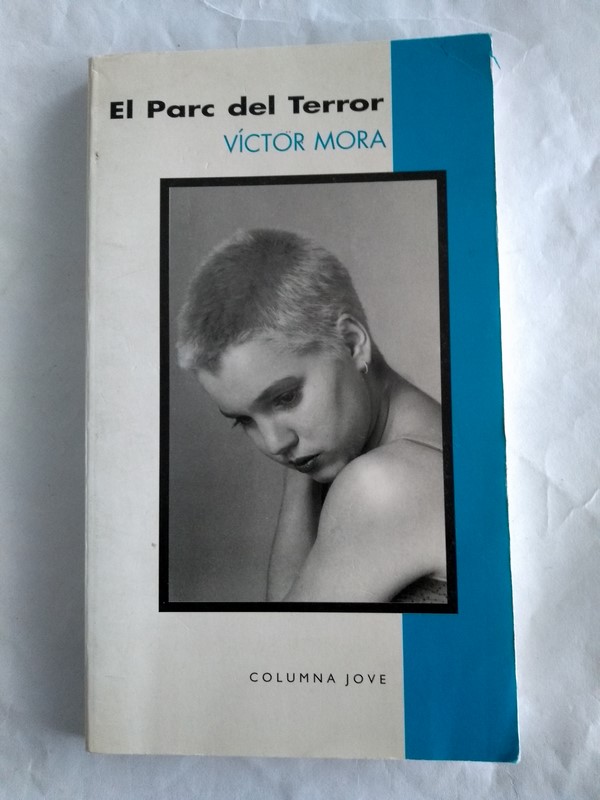 El Parc del Terror
VÍCTOR MORA
COLUMNA JOVE